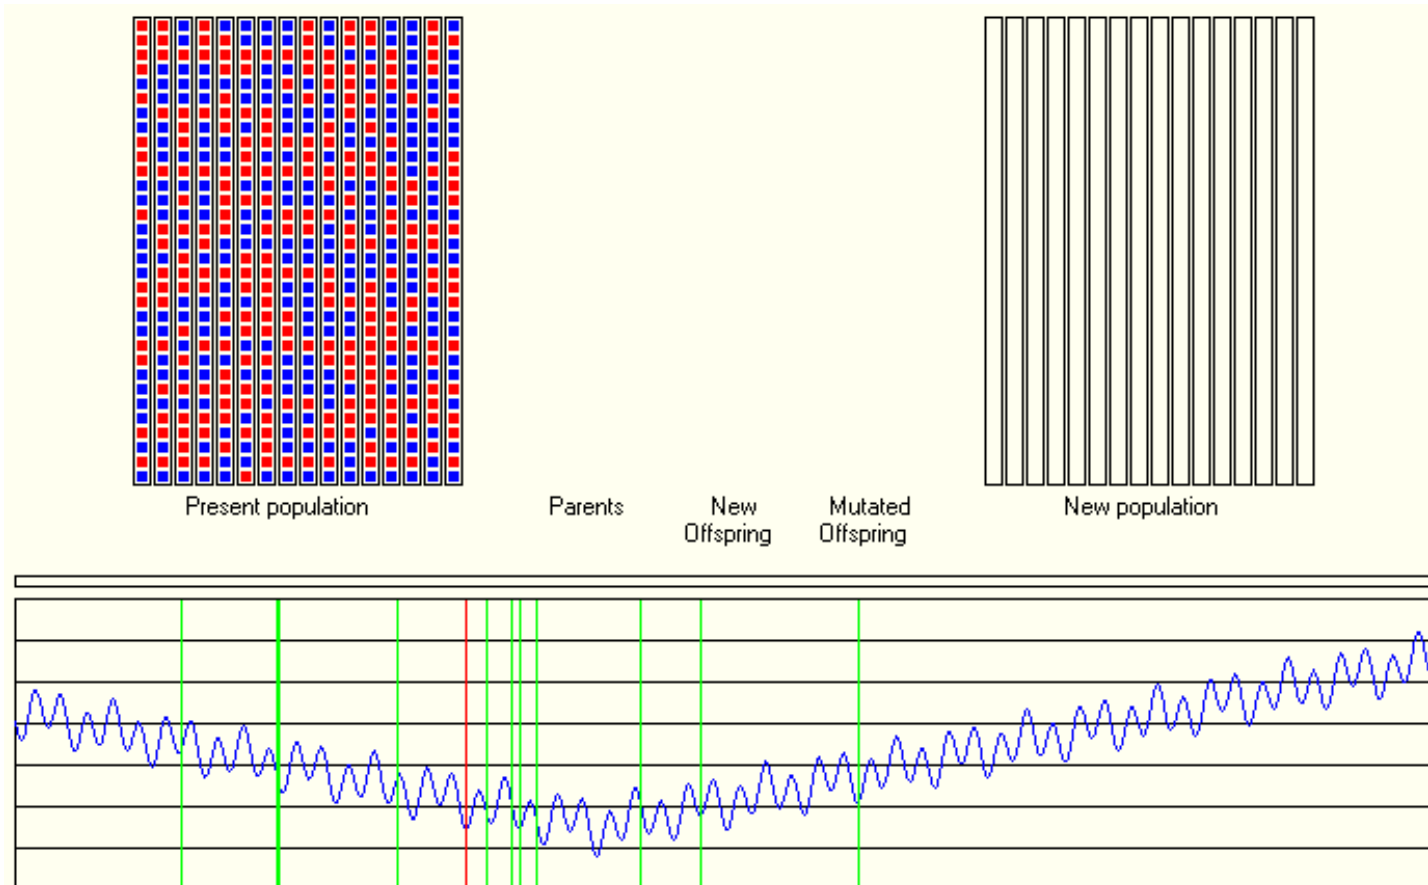 Present population
Parents
New
Offspring
Mutated
Offspring
New population